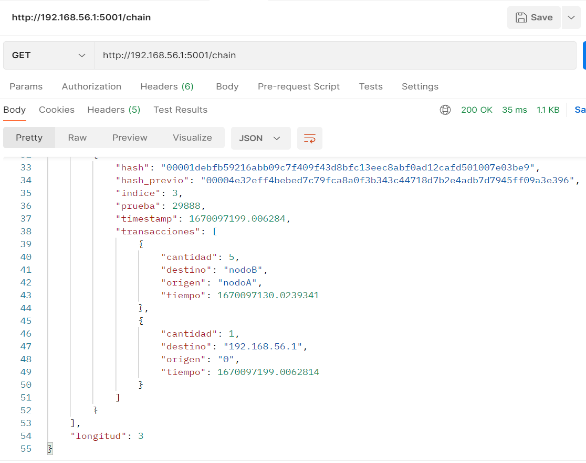 http://192.168.56.1:5001/chain
Save
GET http://192.168.56.1:5001/chain
Params Authorization Headers (6) Body Pre-request Script Tests Settings
Body Cookies Headers (5) Test Results 200 OK 35 ms 1.1 KB Sa
Pretty Raw Preview Visualize JSON
33 "hash": "00001debfb59216abb09c7f409f43d8bfc13eec8abf0ad12cafd501007e03be9",
34 "hash_previo": "00004e32eff4bebed7c79fca8a0f3b343c44718d7b2e4adb7d7945ff09a3e396",
35 "indice": 3,
36 "prueba": 29888,
37 "timestamp": 1670097199.006284,
38 "transacciones": [
39 {
40 "cantidad": 5,
41 "destino": "nodoB",
42 "origen": "nodoA",
43 "tiempo": 1670097130.0239341
44 },
45 {
46 "cantidad": 1,
47 "destino": "192.168.56.1",
48 "origen": "0",
49 "tiempo": 1670097199.0062814
50 }
51 ]
52 }
53 ],
54 "longitud": 3
55 }